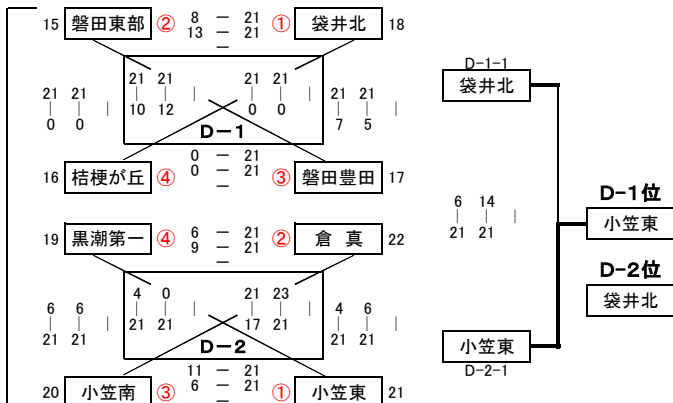 15 磐田東部 ② 8 — 21 ① 袋井北 18
13 — 21
—
21 21 21 21
21 21 | | | | | | 21 21
| | | 10 12 0 0 | | |
0 0 7 5
D－1
0 — 21
16 桔梗が丘 ④ 0 — 21 ③ 磐田豊田 17
—
19 黒潮第一 ④ 6 — 21 ② 倉 真 22
9 — 21
—
4 0 21 23
6 6 | | | | | | 4 6
| | | 21 21 17 21 | | |
21 21 21 21
D－2
11 — 21
20 小笠南 ③ 6 — 21 ① 小笠東 21
—
D-1-1
袋井北
6 14
| | |
21 21
D－1位
小笠東
D－2位
袋井北
小笠東
D-2-1